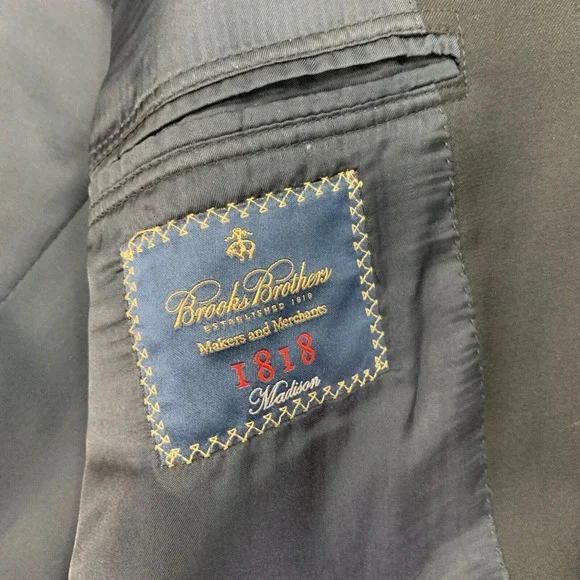 Brooks Brothers
ESTABLISHED 1818
Makers and Merchants
1818
Madison